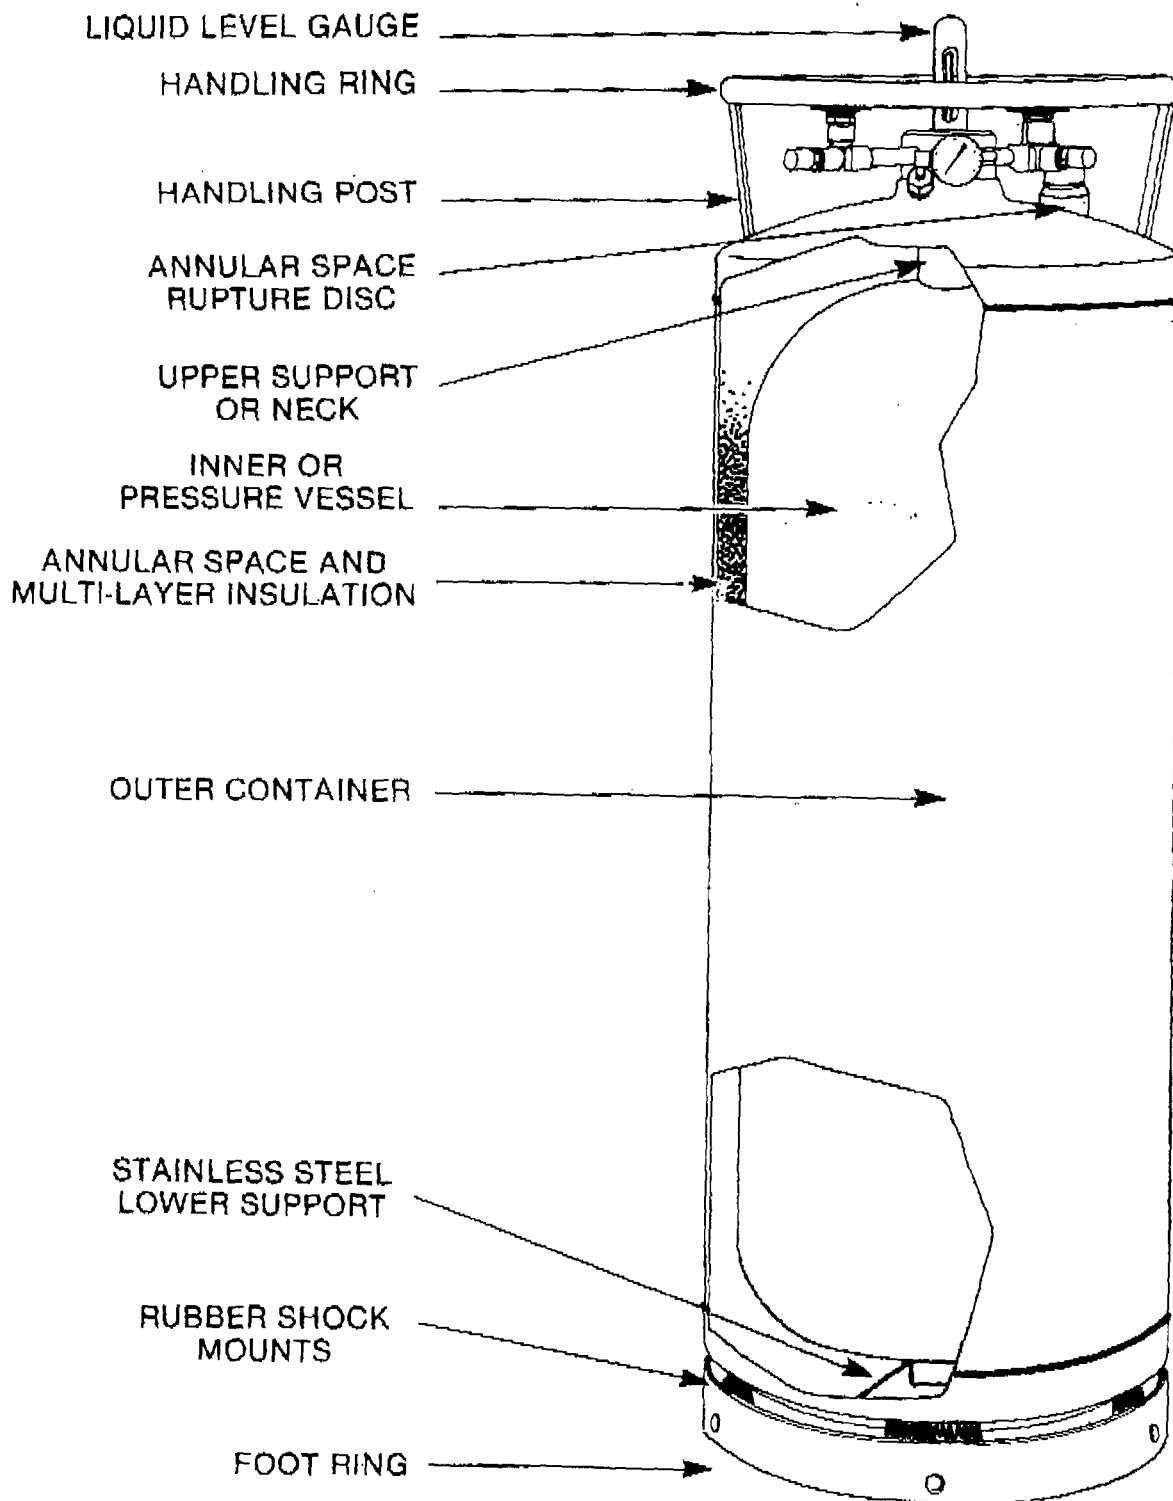 LIQUID LEVEL GAUGE
HANDLING RING
HANDLING POST
ANNULAR SPACE
RUPTURE DISC
UPPER SUPPORT
OR NECK
INNER OR
PRESSURE VESSEL
ANNULAR SPACE AND
MULTI-LAYER INSULATION
OUTER CONTAINER
STAINLESS STEEL
LOWER SUPPORT
RUBBER SHOCK
MOUNTS
FOOT RING